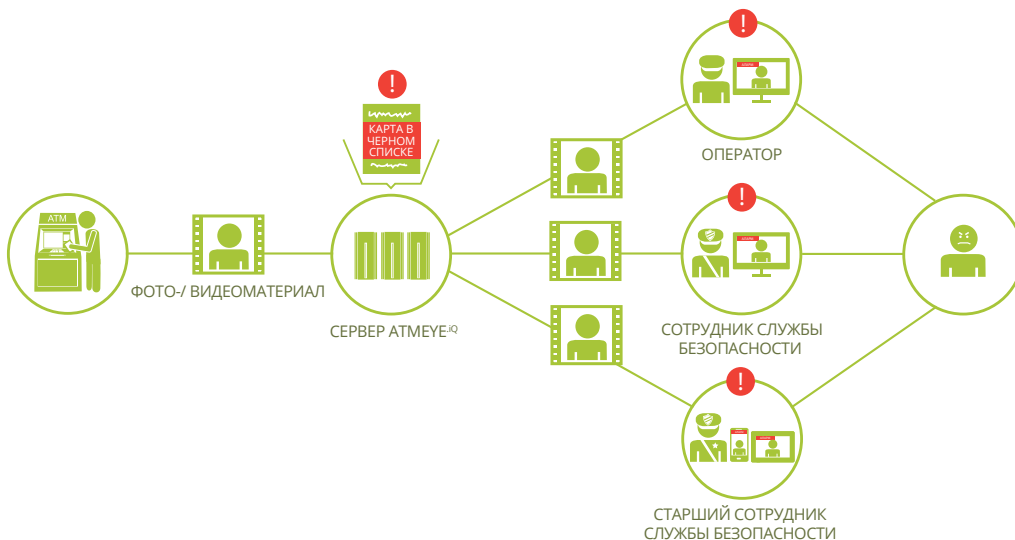 !
ОПЕРАТОР
!
КАРТА В
ЧЕРНОМ
СПИСКЕ
ATM
ФОТО-/ ВИДЕОМАТЕРИАЛ
СЕРВЕР ATMEYE.iQ
!
СОТРУДНИК СЛУЖБЫ
БЕЗОПАСНОСТИ
!
СТАРШИЙ СОТРУДНИК
СЛУЖБЫ БЕЗОПАСНОСТИ